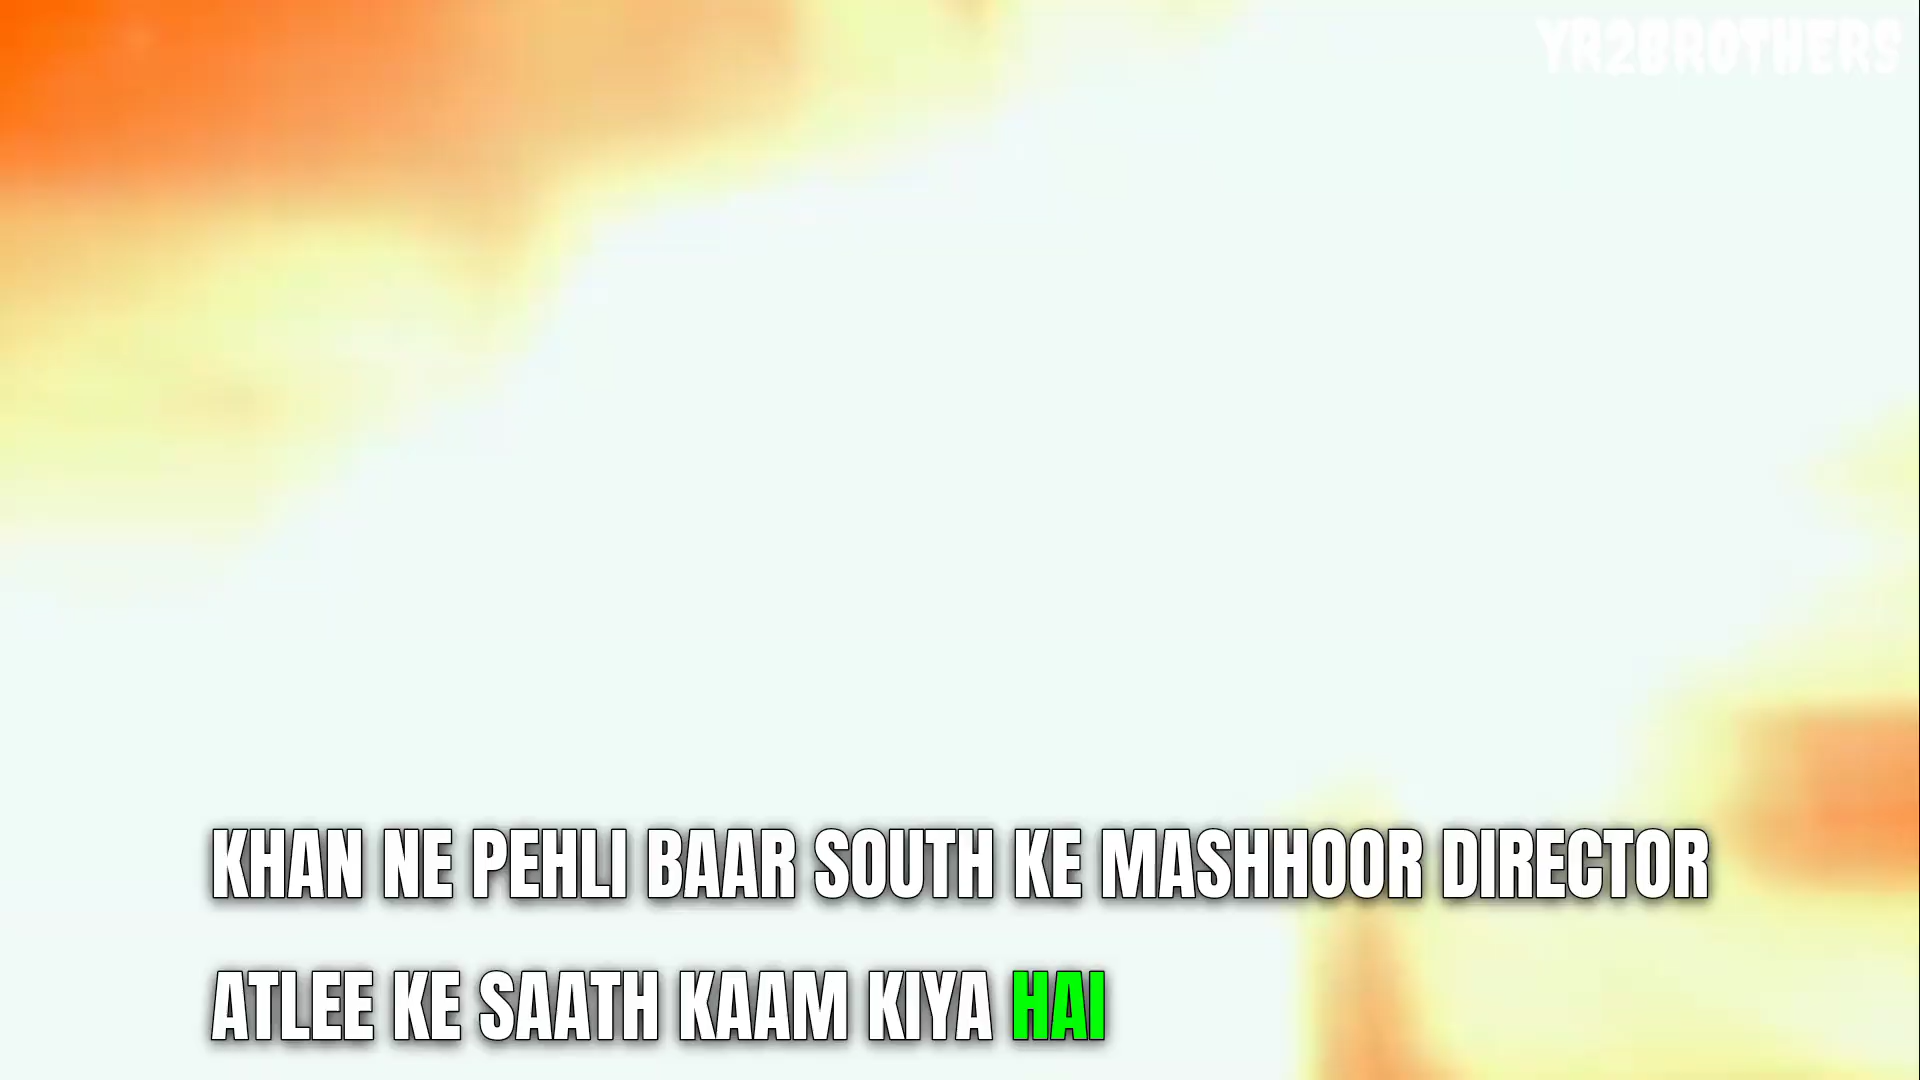 YR2BROTHERS
KHAN NE PEHLI BAAR SOUTH KE MASHHOOR DIRECTOR
ATLEE KE SAATH KAAM KIYA HAI